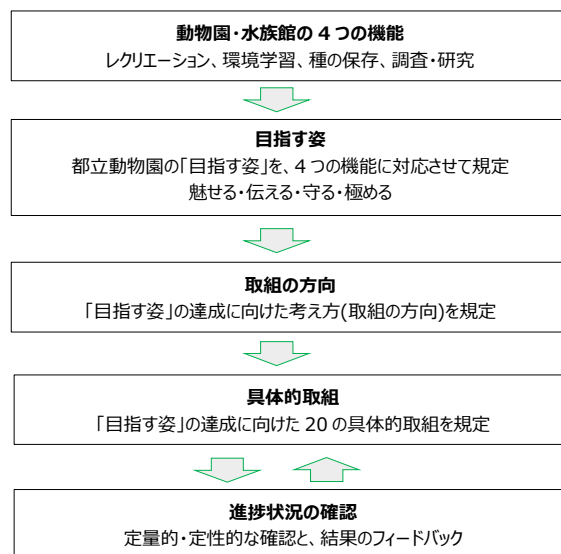 動物園・水族館の4つの機能
レクリエーション、環境学習、種の保存、調査・研究
目指す姿
都立動物園の「目指す姿」を、4つの機能に対応させて規定
魅せる・伝える・守る・極める
取組の方向
「目指す姿」の達成に向けた考え方(取組の方向)を規定
具体的取組
「目指す姿」の達成に向けた 20 の具体的取組を規定
進捗状況の確認
定量的・定性的な確認と、結果のフィードバック